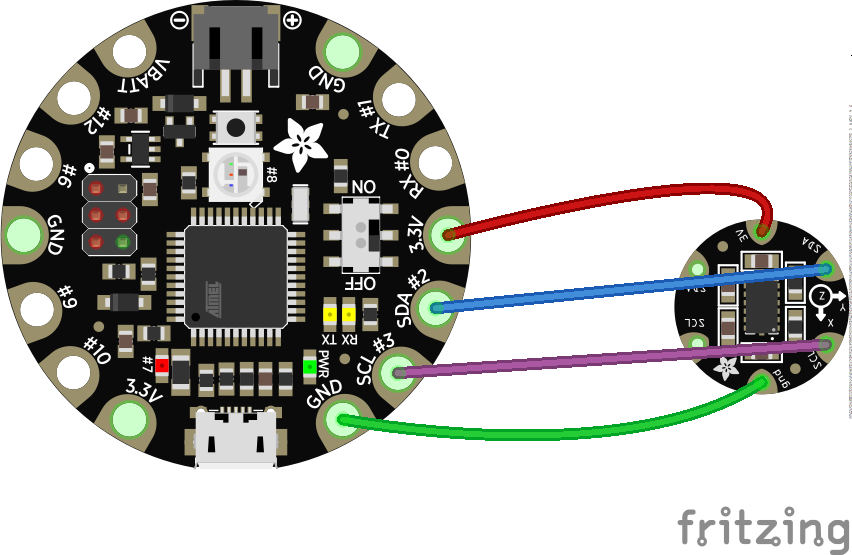 VBATT
GND
TX #1
RX #0
3.3V
SDA #2
SCL #3
GND
3.3V
#10
#9
GND
#6
#12
#8
ON
OFF
TX RX
#7
PWR
ATMEL
3V
SDA
SCL
X
Y
Z
SCL
gnd
fritzing